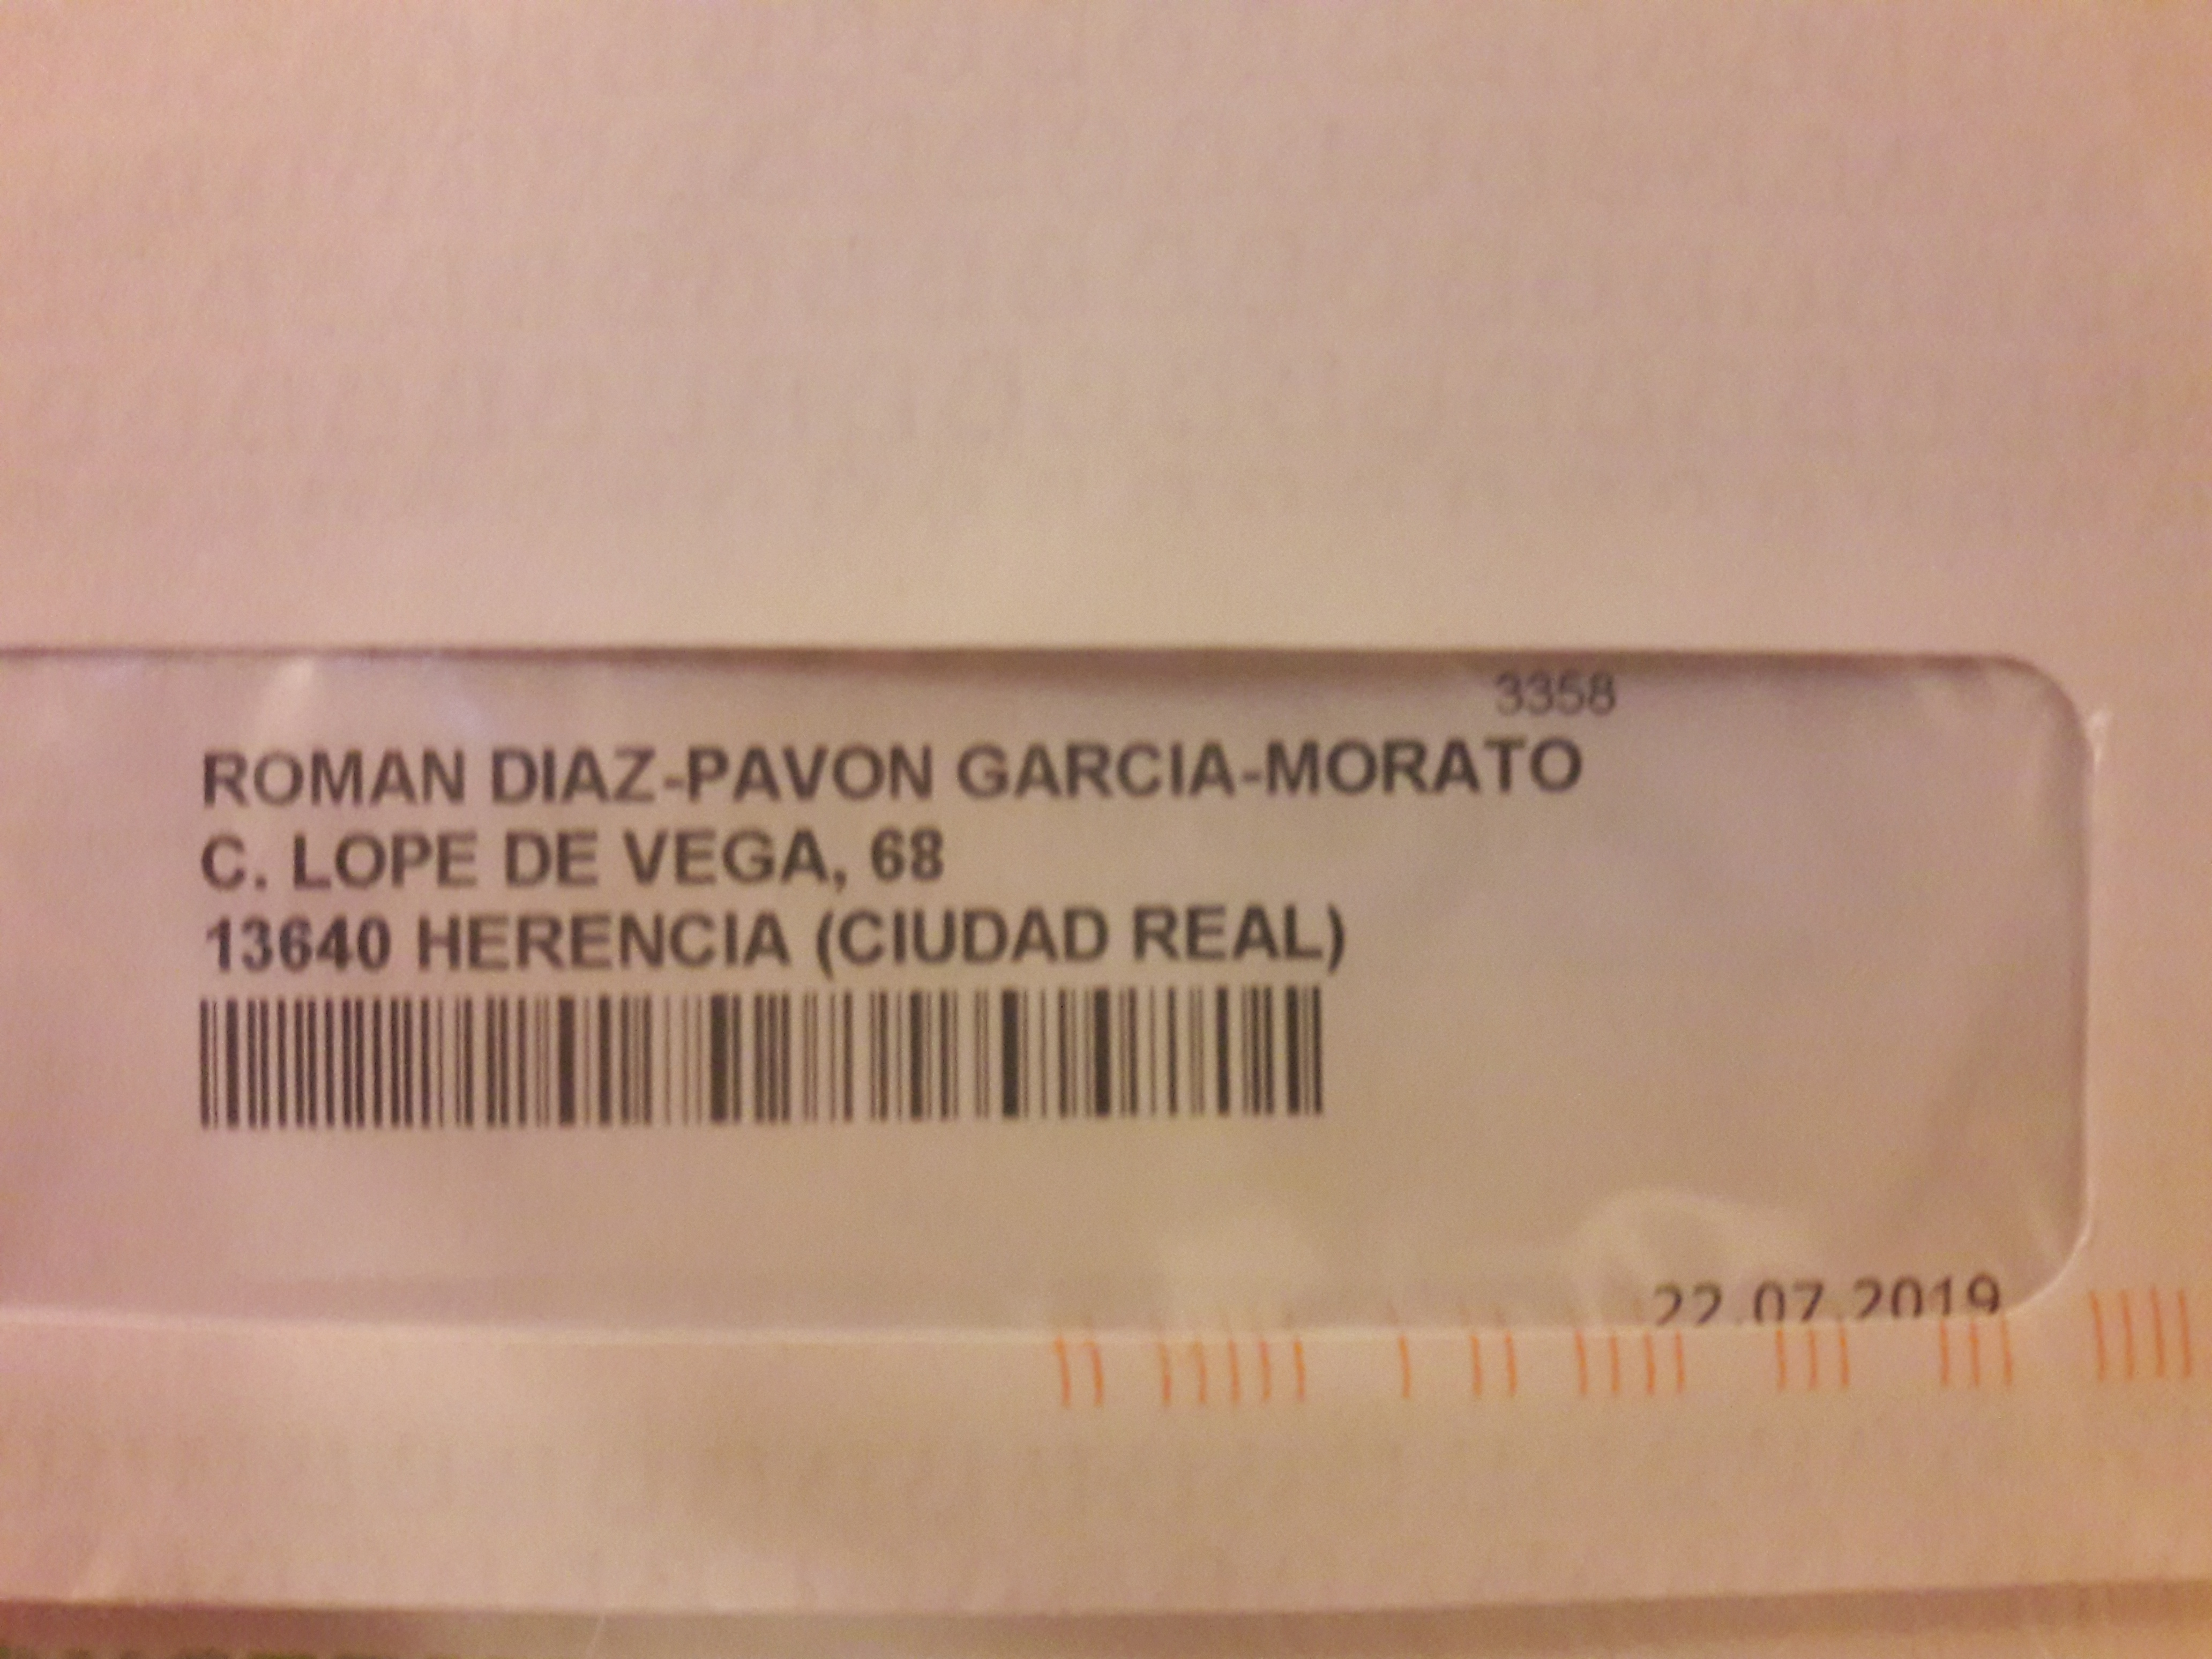 3358
ROMAN DIAZ-PAVON GARCIA-MORATO
C. LOPE DE VEGA, 68
13640 HERENCIA (CIUDAD REAL)
22.07.2019